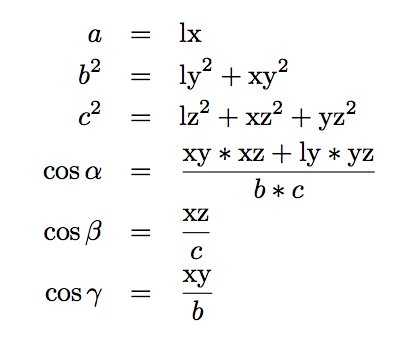 a = lx
b² = ly² + xy²
c² = lz² + xz² + yz²
cos α = (xy ∗ xz + ly ∗ yz) / (b ∗ c)
cos β = xz / c
cos γ = xy / b